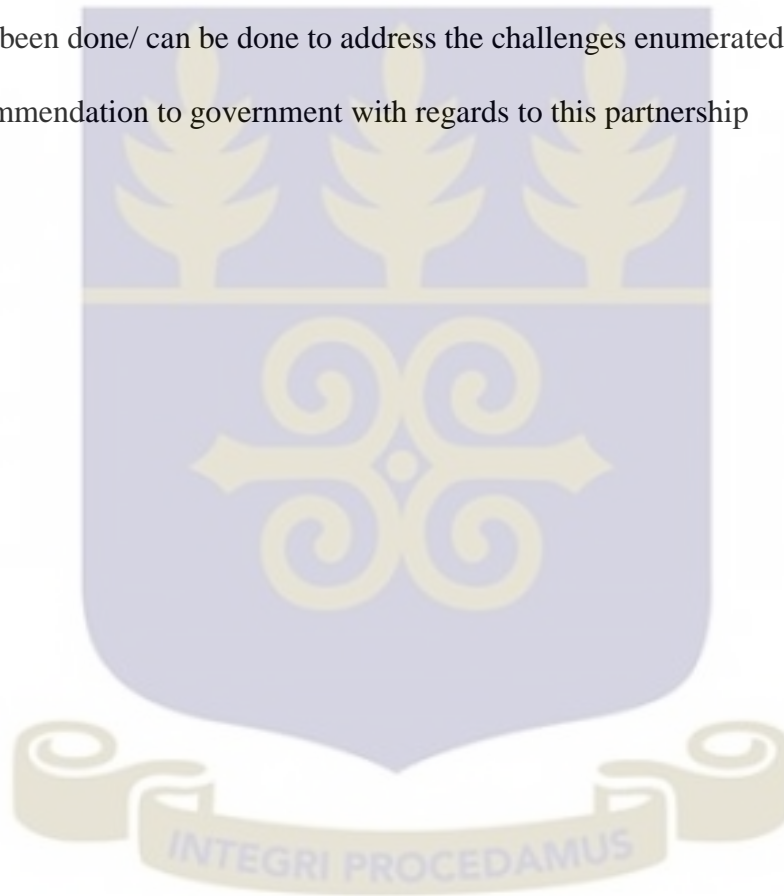 been done/ can be done to address the challenges enumerated
mmendation to government with regards to this partnership
INTEGRI PROCEDAMUS